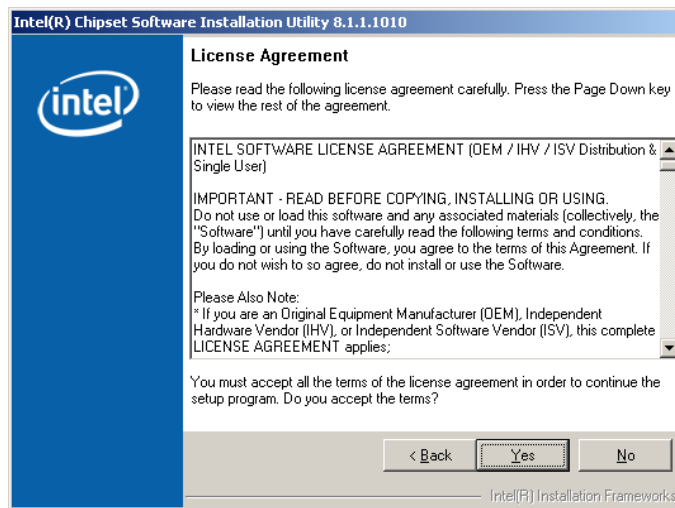 Intel(R) Chipset Software Installation Utility 8.1.1.1010
intel
License Agreement
Please read the following license agreement carefully. Press the Page Down key
to view the rest of the agreement.
INTEL SOFTWARE LICENSE AGREEMENT (OEM / IHV / ISV Distribution &
Single User)
IMPORTANT - READ BEFORE COPYING, INSTALLING OR USING.
Do not use or load this software and any associated materials (collectively, the
"Software") until you have carefully read the following terms and conditions.
By loading or using the Software, you agree to the terms of this Agreement. If
you do not wish to so agree, do not install or use the Software.
Please Also Note:
* If you are an Original Equipment Manufacturer (OEM), Independent
Hardware Vendor (IHV), or Independent Software Vendor (ISV), this complete
LICENSE AGREEMENT applies;
You must accept all the terms of the license agreement in order to continue the
setup program. Do you accept the terms?
< Back Yes No
Intel(R) Installation Frameworks